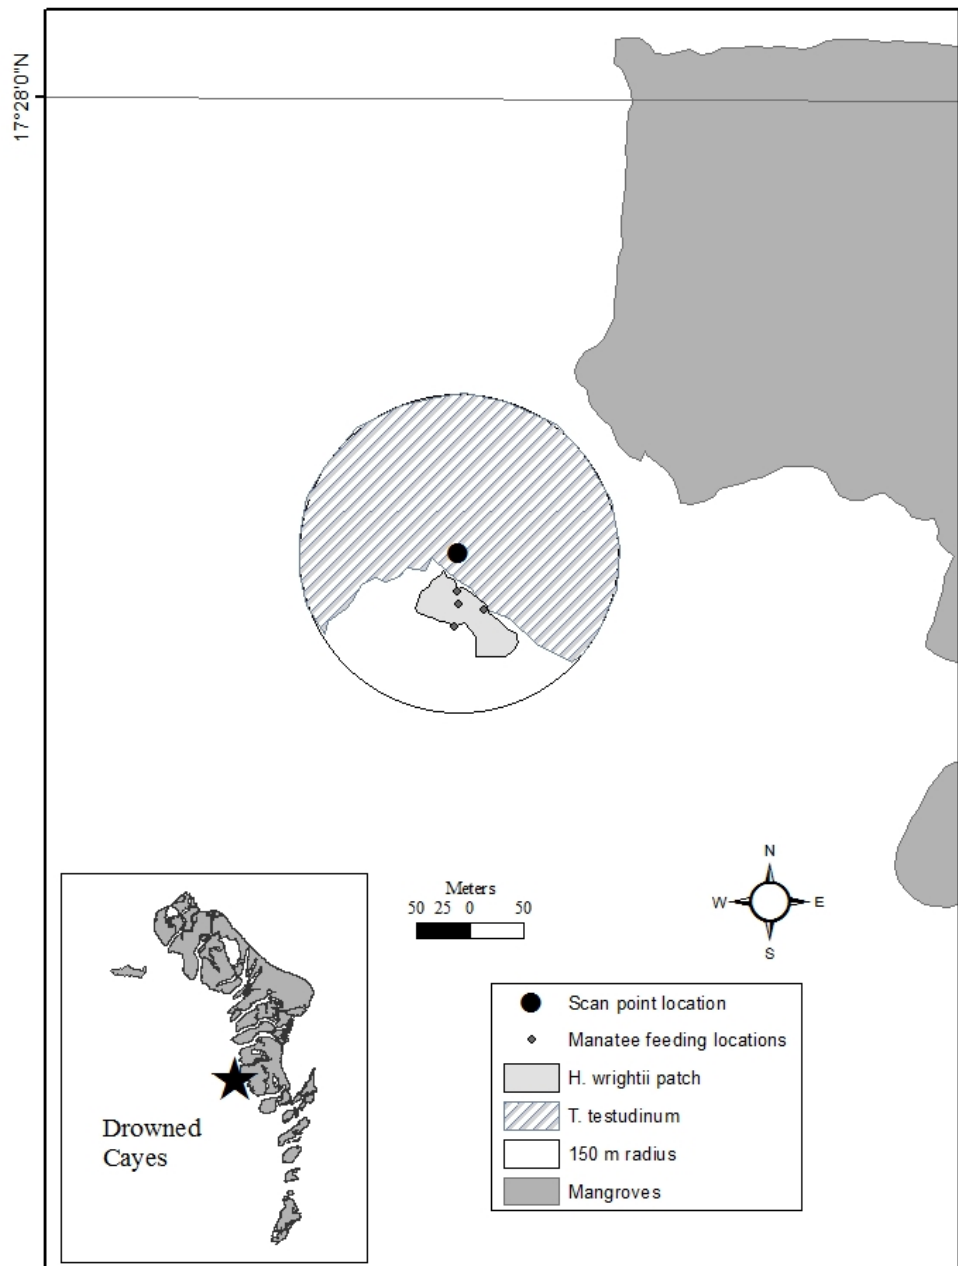 17°28'0"N
Meters
50 25 0 50
N
W E
S
Drowned
Cayes
Scan point location
Manatee feeding locations
H. wrightii patch
T. testudinum
150 m radius
Mangroves